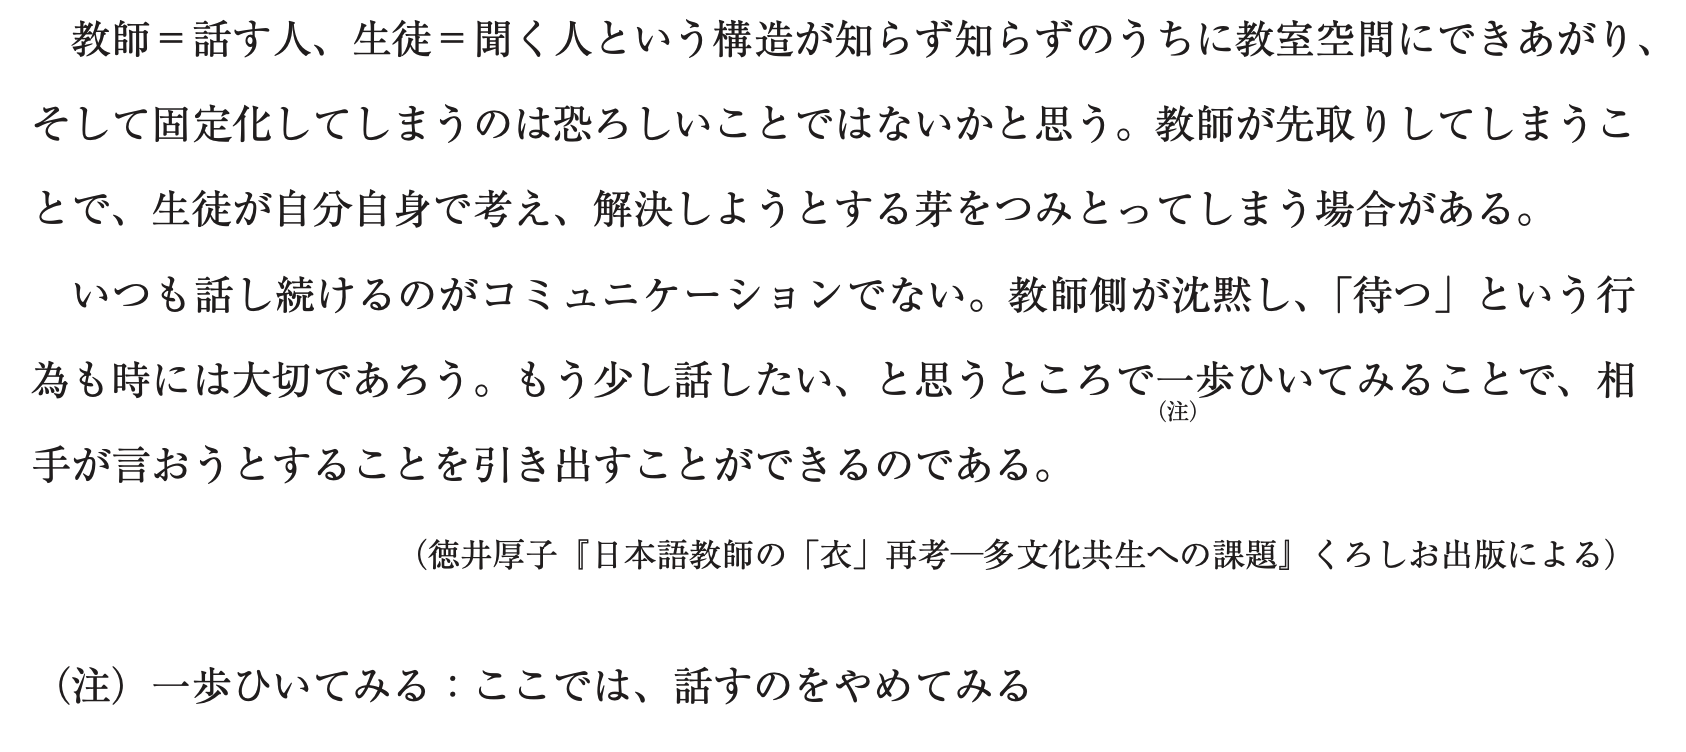 教師＝話す人、生徒＝聞く人という構造が知らず知らずのうちに教室空間にできあがり、
そして固定化してしまうのは恐ろしいことではないかと思う。教師が先取りしてしまうこ
とで、生徒が自分自身で考え、解決しようとする芽をつみとってしまう場合がある。
いつも話し続けるのがコミュニケーションでない。教師側が沈黙し、「待つ」という行
為も時には大切であろう。もう少し話したい、と思うところで一歩ひいてみることで、相
（注）
手が言おうとすることを引き出すことができるのである。
（徳井厚子『日本語教師の「衣」再考―多文化共生への課題』くろしお出版による）
（注）一歩ひいてみる：ここでは、話すのをやめてみる